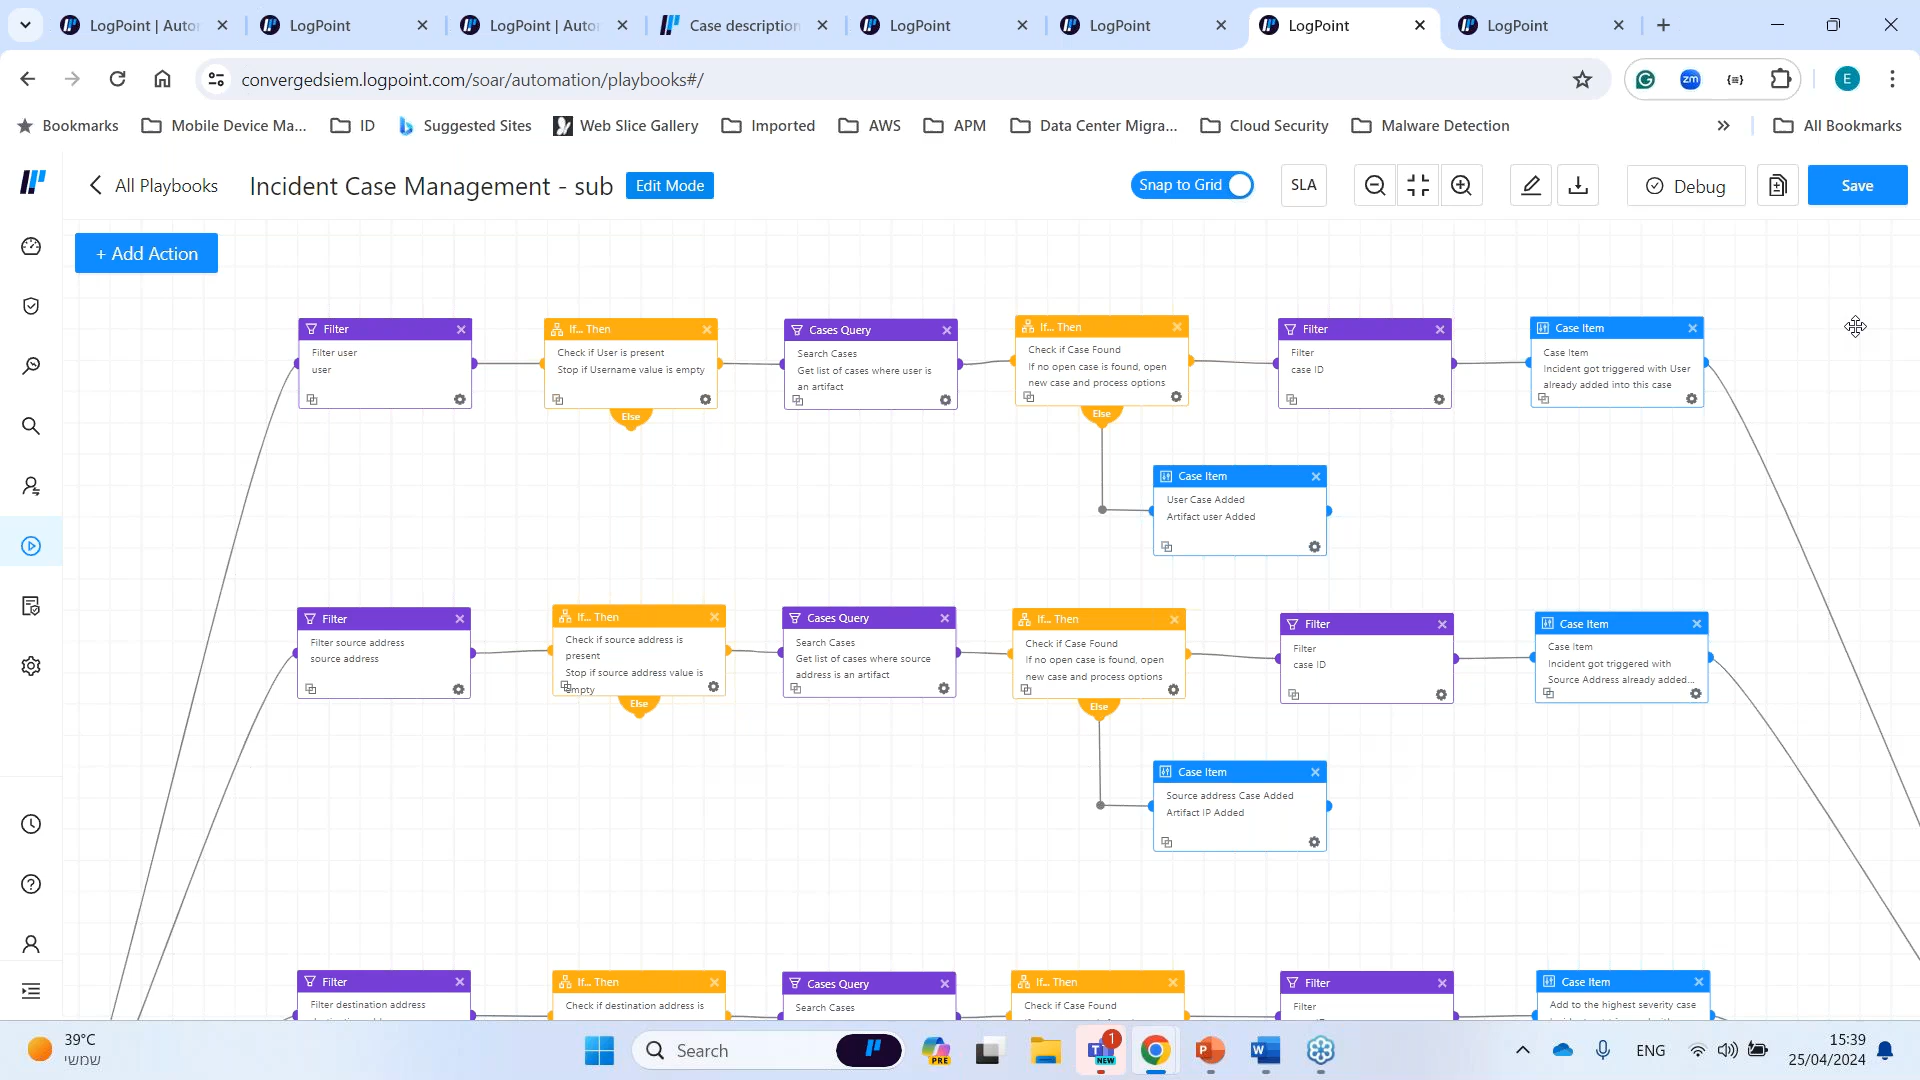 LogPoint | Autor
LogPoint
LogPoint | Autor
Case description
LogPoint
LogPoint
LogPoint
LogPoint
convergedsiem.logpoint.com/soar/automation/playbooks#/
zm
E
Bookmarks
Mobile Device Ma...
ID
Suggested Sites
Web Slice Gallery
Imported
AWS
APM
Data Center Migra...
Cloud Security
Malware Detection
All Bookmarks
All Playbooks
Incident Case Management - sub
Edit Mode
Snap to Grid
SLA
Debug
Save
+ Add Action
Filter
Filter user
user
If... Then
Check if User is present
Stop if Username value is empty
Else
Cases Query
Search Cases
Get list of cases where user is
an artifact
If... Then
Check if Case Found
If no open case is found, open
new case and process options
Else
Filter
Filter
case ID
Case Item
Case Item
Incident got triggered with User
already added into this case
Case Item
User Case Added
Artifact user Added
Filter
Filter source address
source address
If... Then
Check if source address is
present
Stop if source address value is
empty
Else
Cases Query
Search Cases
Get list of cases where source
address is an artifact
If... Then
Check if Case Found
If no open case is found, open
new case and process options
Else
Filter
Filter
case ID
Case Item
Case Item
Incident got triggered with
Source Address already added...
Case Item
Source address Case Added
Artifact IP Added
Filter
Filter destination address
If... Then
Check if destination address is
Cases Query
Search Cases
If... Then
Check if Case Found
Filter
Filter
Case Item
Add to the highest severity case
39°C
שמשי
Search
PRE
1
NEW
ENG
15:39
25/04/2024